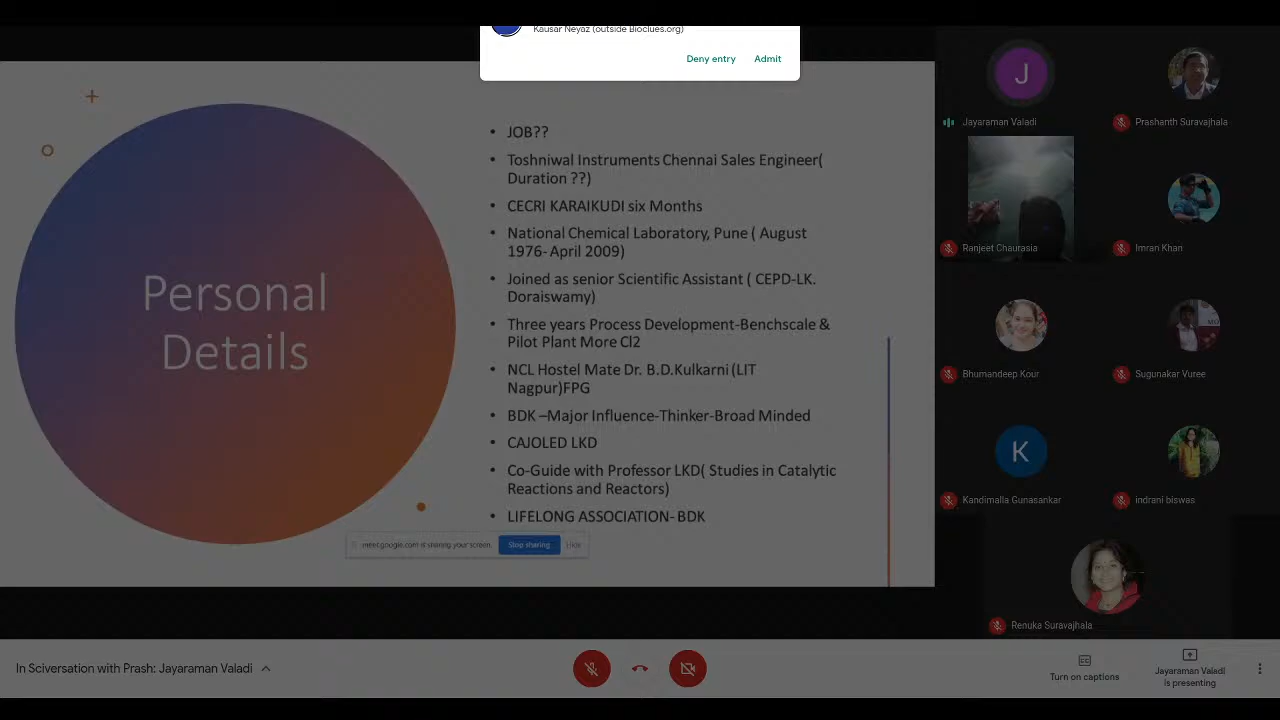 Kausar Neyaz (outside Bioclues.org)
Deny entry
Admit
Personal
Details
• JOB??
• Toshniwal Instruments Chennai Sales Engineer(
Duration ??)
• CECRI KARAIKUDI six Months
• National Chemical Laboratory, Pune ( August
1976- April 2009)
• Joined as senior Scientific Assistant ( CEPD-LK.
Doraiswamy)
• Three years Process Development-Benchscale &
Pilot Plant More Cl2
• NCL Hostel Mate Dr. B.D.Kulkarni (LIT
Nagpur)FPG
• BDK –Major Influence-Thinker-Broad Minded
• CAJOLED LKD
• Co-Guide with Professor LKD( Studies in Catalytic
Reactions and Reactors)
• LIFELONG ASSOCIATION- BDK
meet.google.com is sharing your screen.
Stop sharing
Hide
J
Jayaraman Valadi
Prashanth Suravajhala
Ranjeet Chaurasia
Imran Khan
Bhumandeep Kour
Sugunakar Vuree
K
Kandimalla Gunasankar
indrani biswas
Renuka Suravajhala
In Sciversation with Prash: Jayaraman Valadi
Turn on captions
Jayaraman Valadi
is presenting